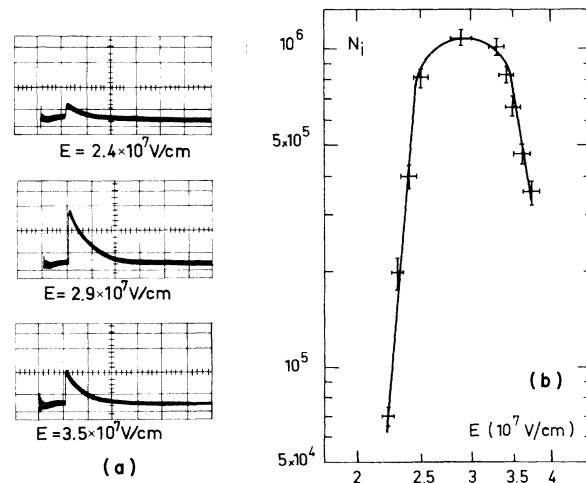 E = 2.4×10⁷V/cm
E= 2.9×10⁷V/cm
E=3.5×10⁷V/cm
(a)
Nᵢ
10⁶
5×10⁵
10⁵
5×10⁴
(b)
E (10⁷ V/cm)
2 2.5 3 3.5 4